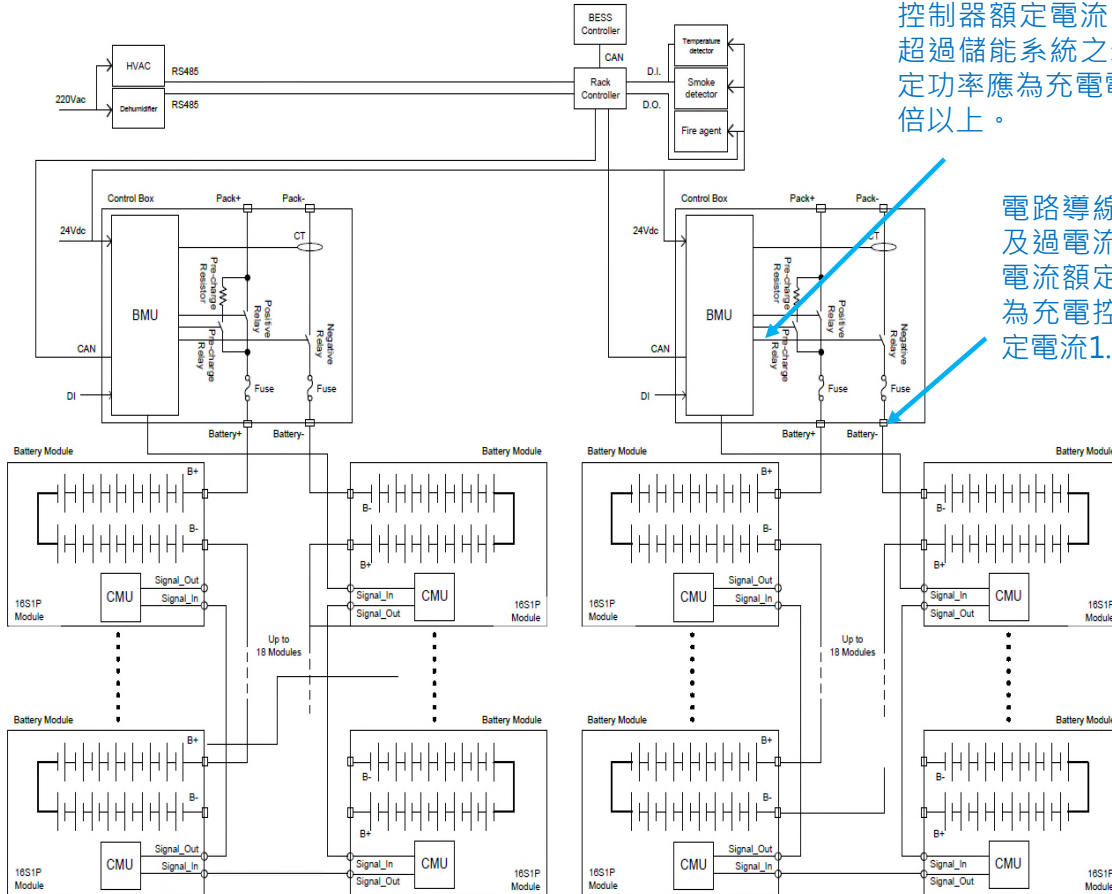 BESS
Controller
CAN
Rack
Controller
HVAC
RS485
220Vac
Dehumidifier
RS485
D.I.
D.O.
Temperature
detector
Smoke
detector
Fire agent
控制器額定電流
超過儲能系統之
定功率應為充電
倍以上。
電路導線
及過電流
電流額定
為充電控
定電流1.
Control Box
Pack+
Pack-
24Vdc
CT
BMU
Pre-charge
Resistor
Positive
Relay
Pre-charge
Relay
Negative
Relay
CAN
DI
Fuse
Fuse
Battery+
Battery-
Control Box
Pack+
Pack-
24Vdc
CT
BMU
Pre-charge
Resistor
Positive
Relay
Pre-charge
Relay
Negative
Relay
CAN
DI
Fuse
Fuse
Battery+
Battery-
Battery Module
B+
B-
CMU
Signal_Out
Signal_In
16S1P
Module
Battery Module
B-
B+
Signal_In
Signal_Out
CMU
16S1P
Module
Up to
18 Modules
Battery Module
B+
B-
CMU
Signal_Out
Signal_In
16S1P
Module
Battery Module
B-
B+
Signal_In
Signal_Out
CMU
16S1P
Module
Up to
18 Modules
Battery Module
B+
B-
CMU
Signal_Out
Signal_In
16S1P
Module
Battery Module
B-
B+
Signal_In
Signal_Out
CMU
16S1P
Module
Battery Module
B+
B-
CMU
Signal_Out
Signal_In
16S1P
Module
Battery Module
B-
B+
Signal_In
Signal_Out
CMU
16S1P
Module